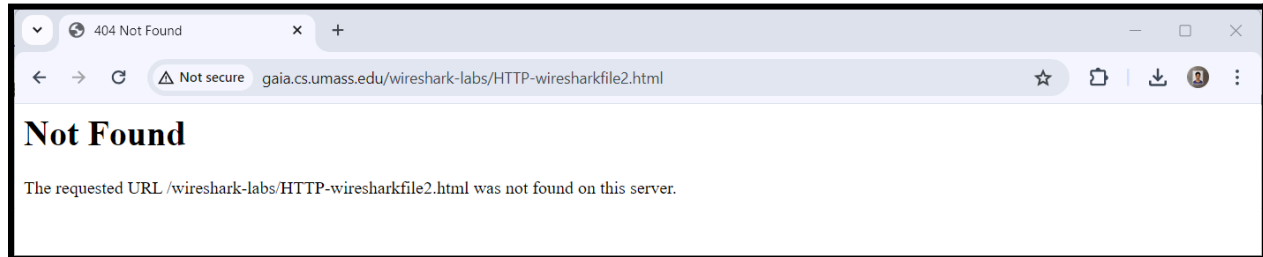 404 Not Found
Not secure gaia.cs.umass.edu/wireshark-labs/HTTP-wiresharkfile2.html
Not Found
The requested URL /wireshark-labs/HTTP-wiresharkfile2.html was not found on this server.